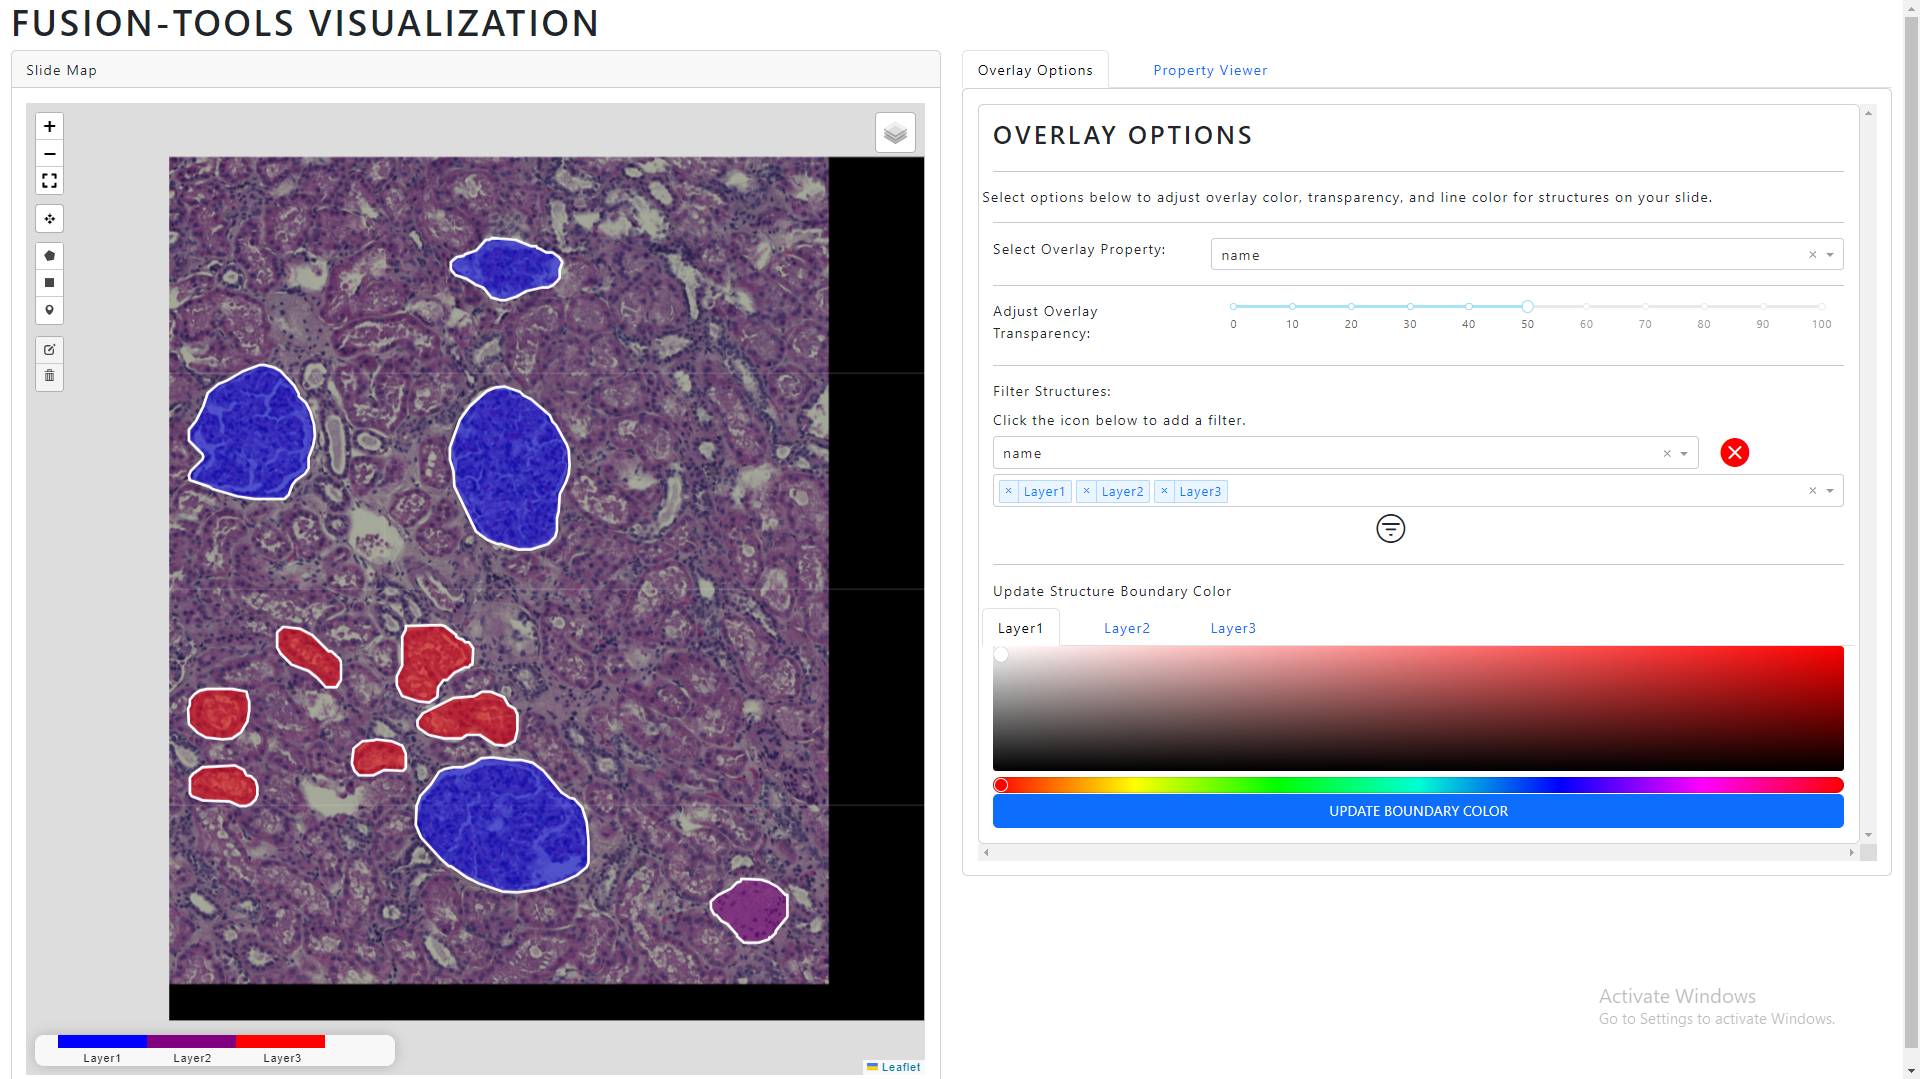 FUSION-TOOLS VISUALIZATION
Slide Map
Layer1 Layer2 Layer3
Leaflet
Overlay Options Property Viewer
OVERLAY OPTIONS
Select options below to adjust overlay color, transparency, and line color for structures on your slide.
Select Overlay Property: name
Adjust Overlay
Transparency:
0 10 20 30 40 50 60 70 80 90 100
Filter Structures:
Click the icon below to add a filter.
name
Layer1 Layer2 Layer3
Update Structure Boundary Color
Layer1 Layer2 Layer3
UPDATE BOUNDARY COLOR
Activate Windows
Go to Settings to activate Windows.